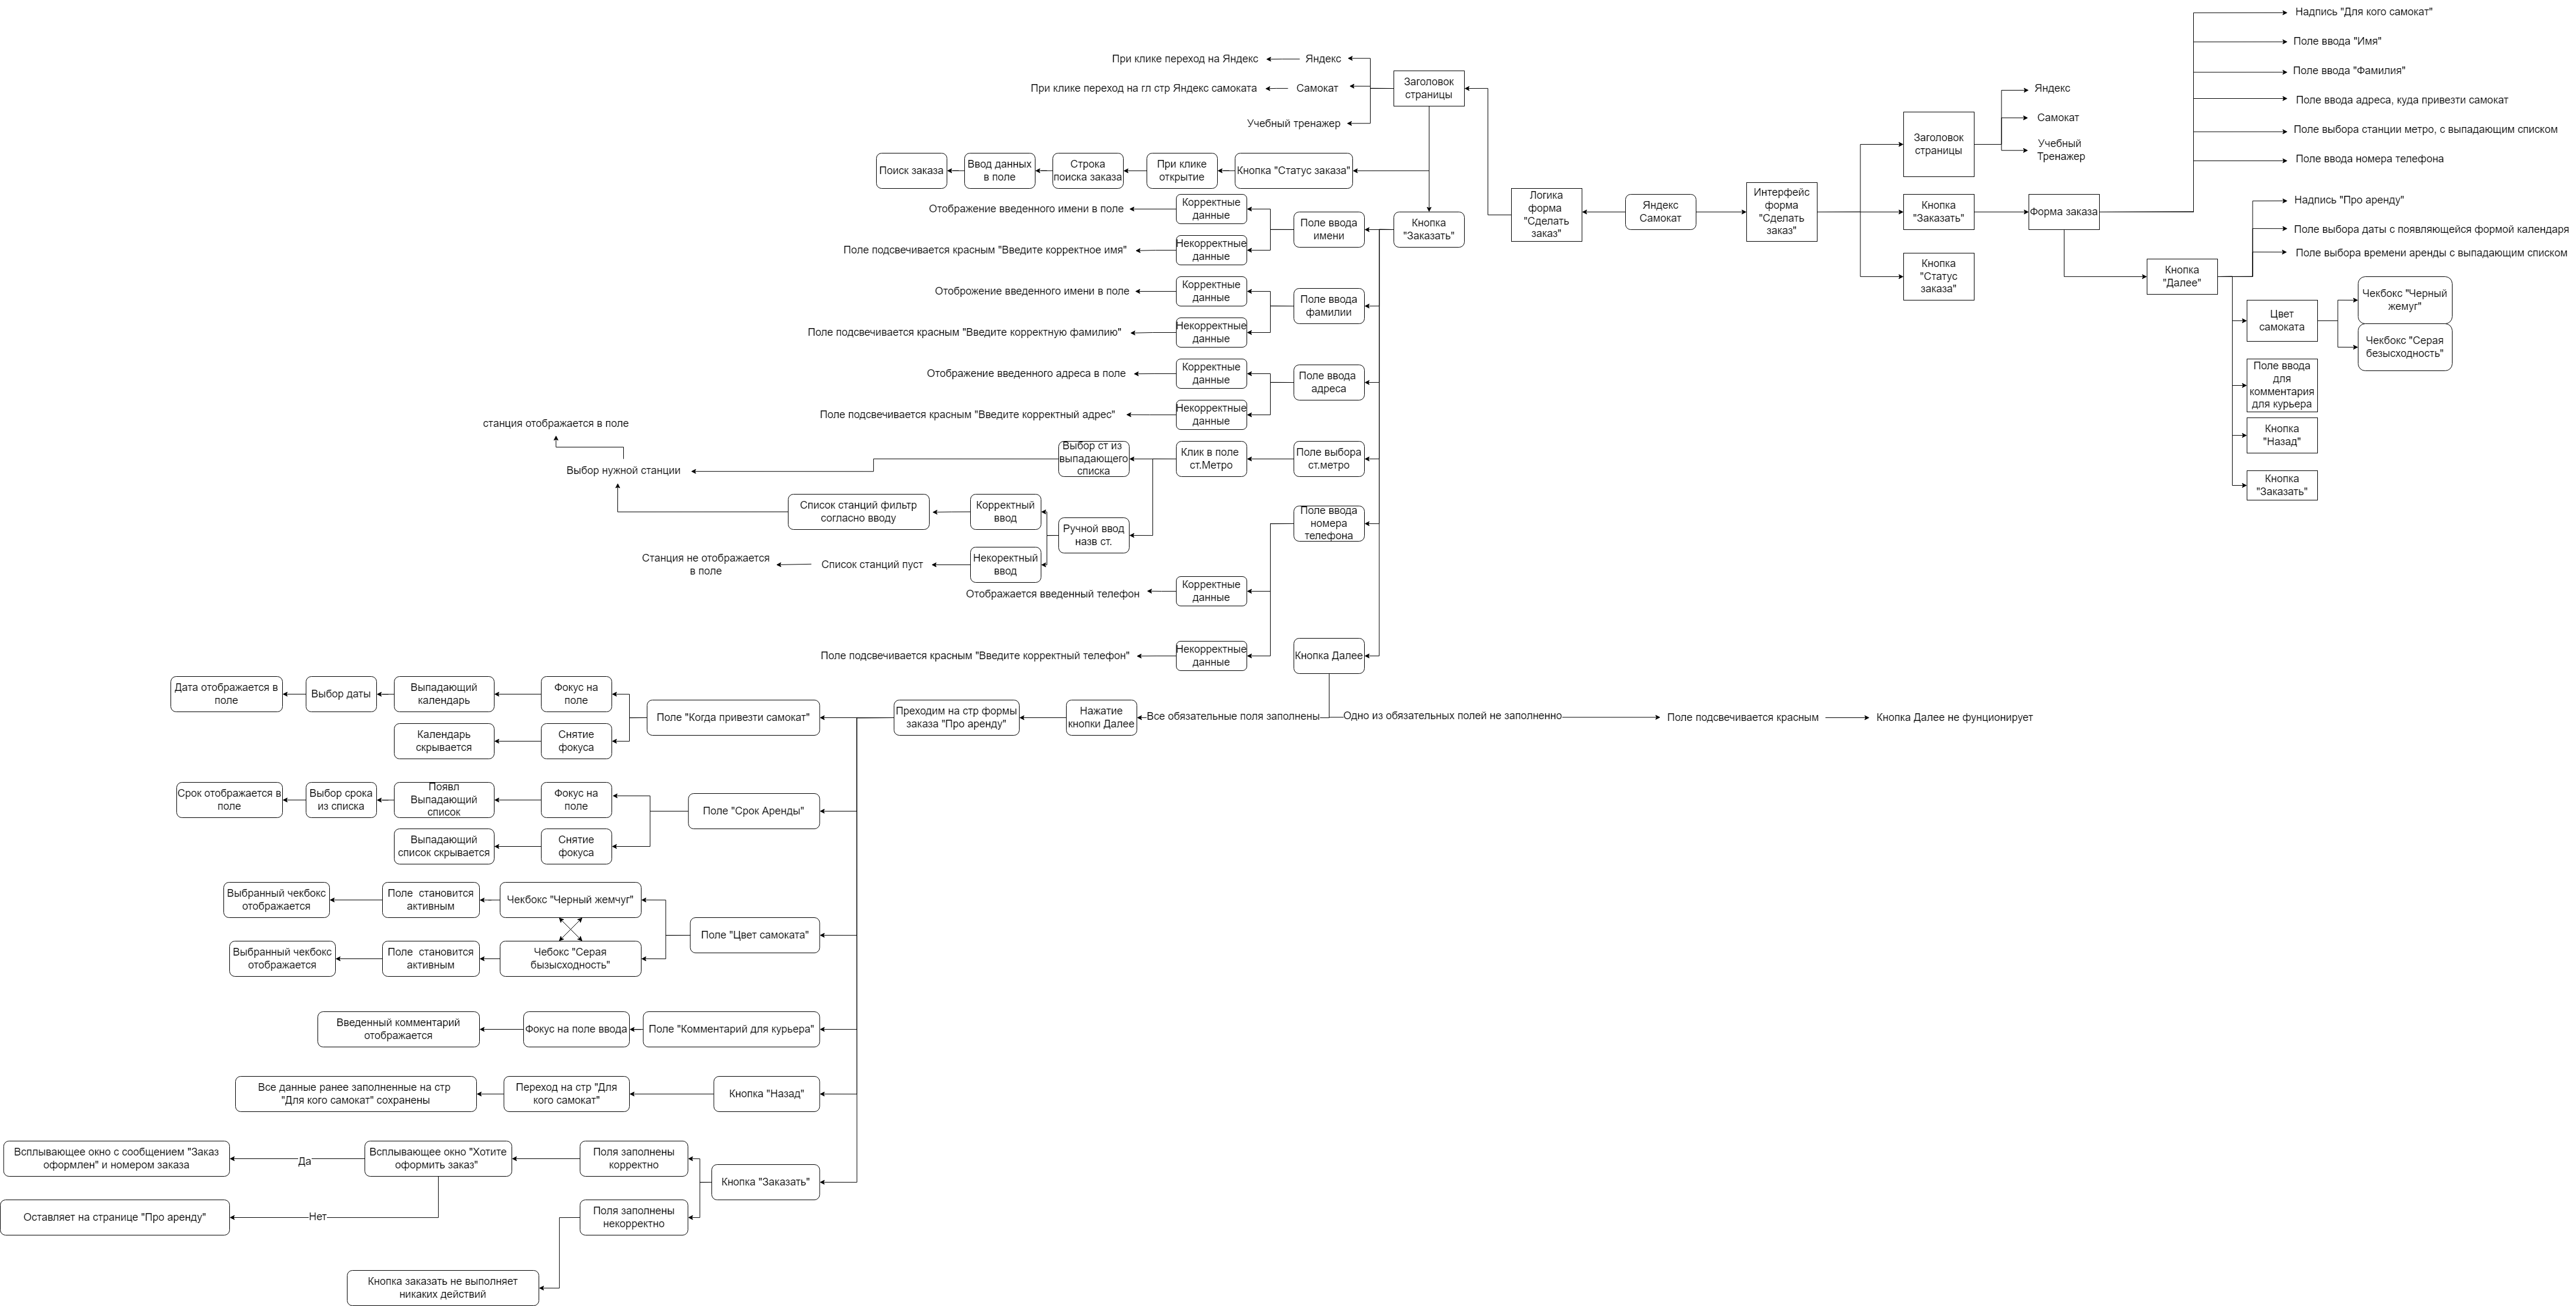 Надпись "Для кого самокат"
Поле ввода "Имя"
Поле ввода "Фамилия"
Поле ввода адреса, куда привезти самокат
Поле выбора станции метро, с выпадающим списком
Поле ввода номера телефона
При клике переход на Яндекс
Яндекс
При клике переход на гл стр Яндекс самоката
Самокат
Учебный тренажер
Заголовок
страницы
Заголовок
страницы
Яндекс
Самокат
Учебный
Тренажер
Поиск заказа
Ввод данных
в поле
Строка
поиска заказа
При клике
открытие
Кнопка "Статус заказа"
Кнопка
"Заказать"
Логика
форма
"Сделать
заказ"
Яндекс
Самокат
Интерфейс
форма
"Сделать
заказ"
Кнопка
"Заказать"
Форма заказа
Надпись "Про аренду"
Поле выбора даты с появляющейся формой календаря
Поле выбора времени аренды с выпадающим списком
Кнопка
"Статус
заказа"
Кнопка
"Далее"
Цвет
самоката
Чекбокс "Черный
жемуг"
Чекбокс "Серая
безысходность"
Поле ввода
для
комментария
для курьера
Кнопка
"Назад"
Кнопка
"Заказать"
Отображение введенного имени в поле
Корректные
данные
Поле ввода
имени
Поле подсвечивается красным "Введите корректное имя"
Некорректные
данные
Отоброжение введенного имени в поле
Корректные
данные
Поле ввода
фамилии
Поле подсвечивается красным "Введите корректную фамилию"
Некорректные
данные
Отображение введенного адреса в поле
Корректные
данные
Поле ввода
адреса
Поле подсвечивается красным "Введите корректный адрес"
Некорректные
данные
станция отображается в поле
Выбор нужной станции
Выбор ст из
выпадающего
списка
Клик в поле
ст.Метро
Поле выбора
ст.метро
Список станций фильтр
согласно вводу
Корректный
ввод
Ручной ввод
назв ст.
Поле ввода
номера
телефона
Станция не отображается
в поле
Список станций пуст
Некоректный
ввод
Отображается введенный телефон
Корректные
данные
Поле подсвечивается красным "Введите корректный телефон"
Некорректные
данные
Кнопка Далее
Дата отображается в
поле
Выбор даты
Выпадающий
календарь
Фокус на
поле
Календарь
скрывается
Снятие
фокуса
Поле "Когда привезти самокат"
Преходим на стр формы
заказа "Про аренду"
Нажатие
кнопки Далее
Все обязательные поля заполнены
Одно из обязательных полей не заполненно
Поле подсвечивается красным
Кнопка Далее не фунционирует
Срок отображается в
поле
Выбор срока
из списка
Появл
Выпадающий
список
Фокус на
поле
Поле "Срок Аренды"
Выпадающий
список скрывается
Снятие
фокуса
Выбранный чекбокс
отображается
Поле становится
активным
Чекбокс "Черный жемчуг"
Поле "Цвет самоката"
Выбранный чекбокс
отображается
Поле становится
активным
Чебокс "Серая
бызысходность"
Введенный комментарий
отображается
Фокус на поле ввода
Поле "Комментарий для курьера"
Все данные ранее заполненные на стр
"Для кого самокат" сохранены
Переход на стр "Для
кого самокат"
Кнопка "Назад"
Всплывающее окно с сообщением "Заказ
оформлен" и номером заказа
Да
Всплывающее окно "Хотите
оформить заказ"
Поля заполнены
корректно
Кнопка "Заказать"
Оставляет на странице "Про аренду"
Нет
Поля заполнены
некорректно
Кнопка заказать не выполняет
никаких действий